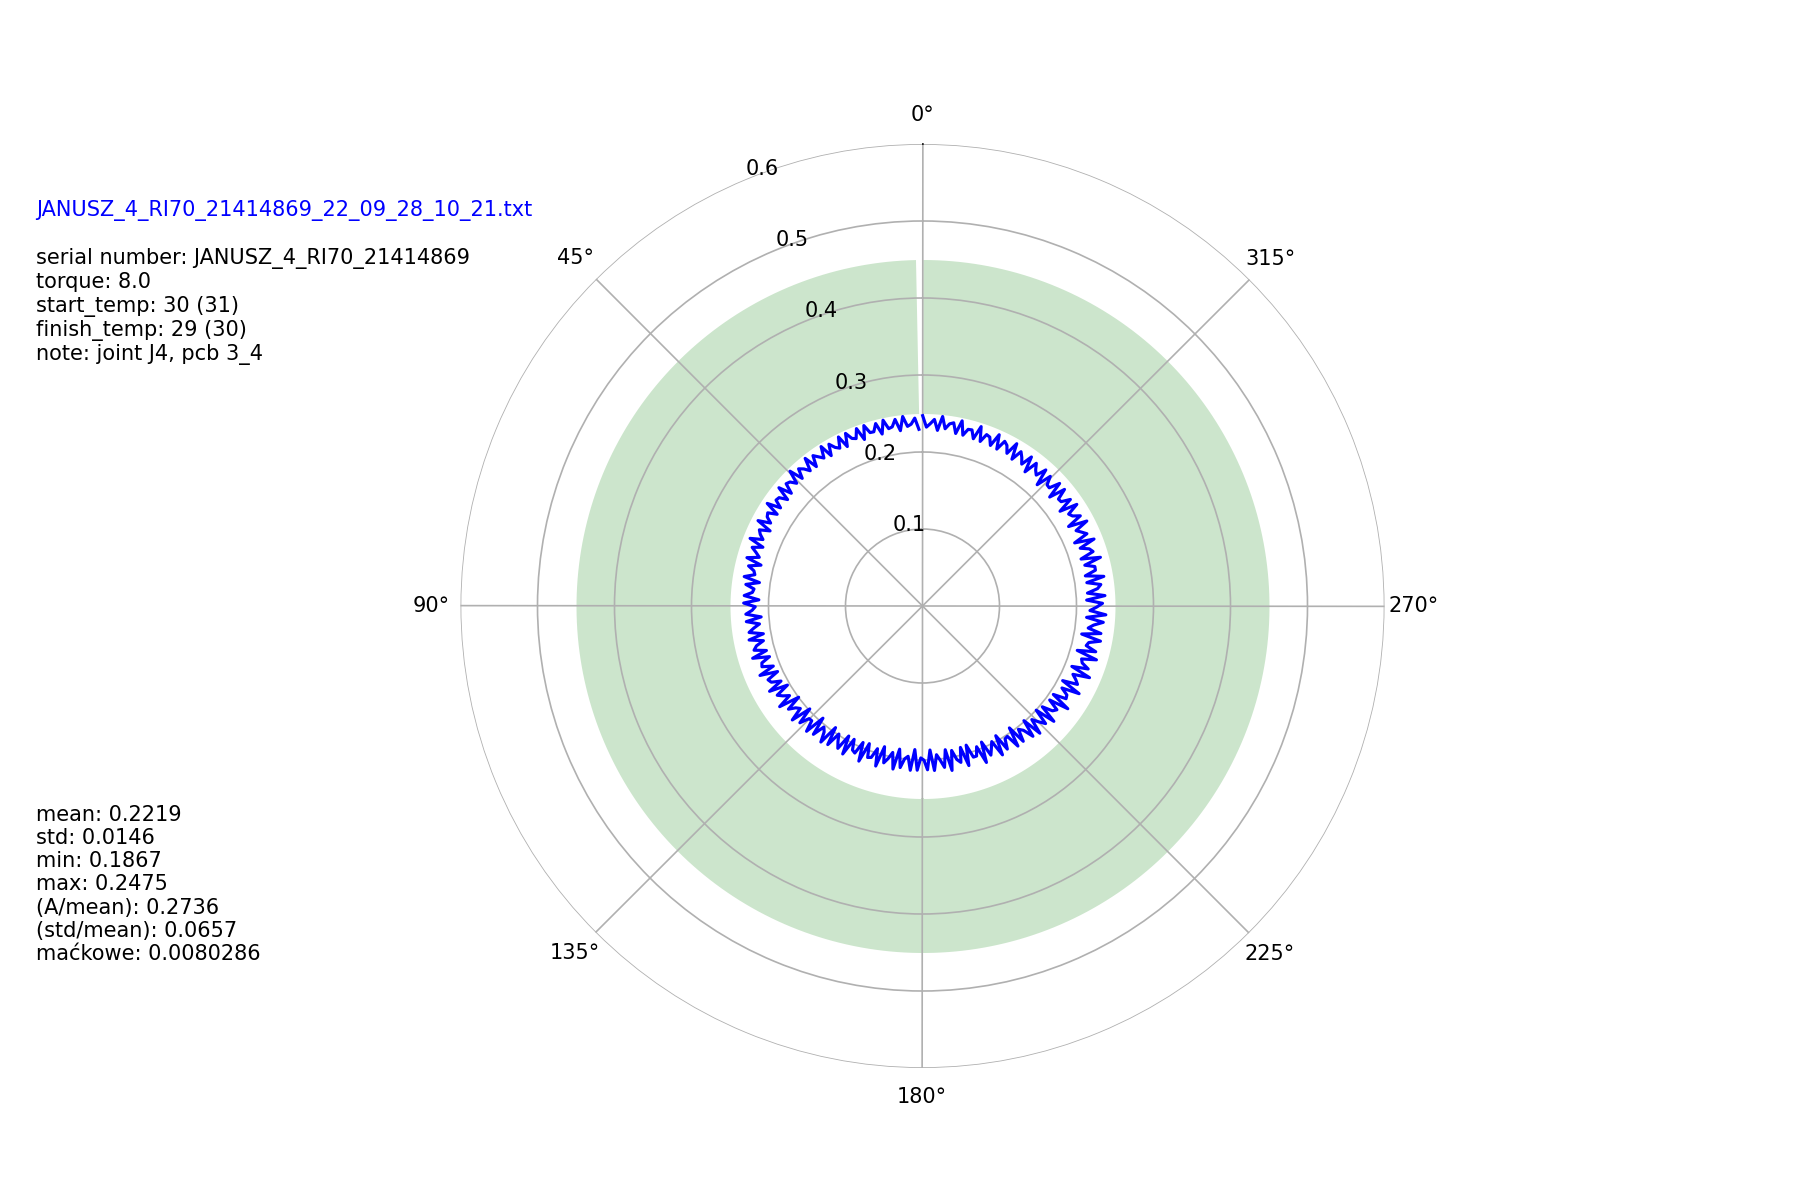 0°
0.6
JANUSZ_4_RI70_21414869_22_09_28_10_21.txt
0.5
serial number: JANUSZ_4_RI70_21414869
45°
315°
torque: 8.0
start_temp: 30 (31)
0.4
finish_temp: 29 (30)
note: joint J4, pcb 3_4
0.3
0.2
0.1
90°
270°
mean: 0.2219
std: 0.0146
min: 0.1867
max: 0.2475
(A/mean): 0.2736
(std/mean): 0.0657
maćkowe: 0.0080286
135°
225°
180°